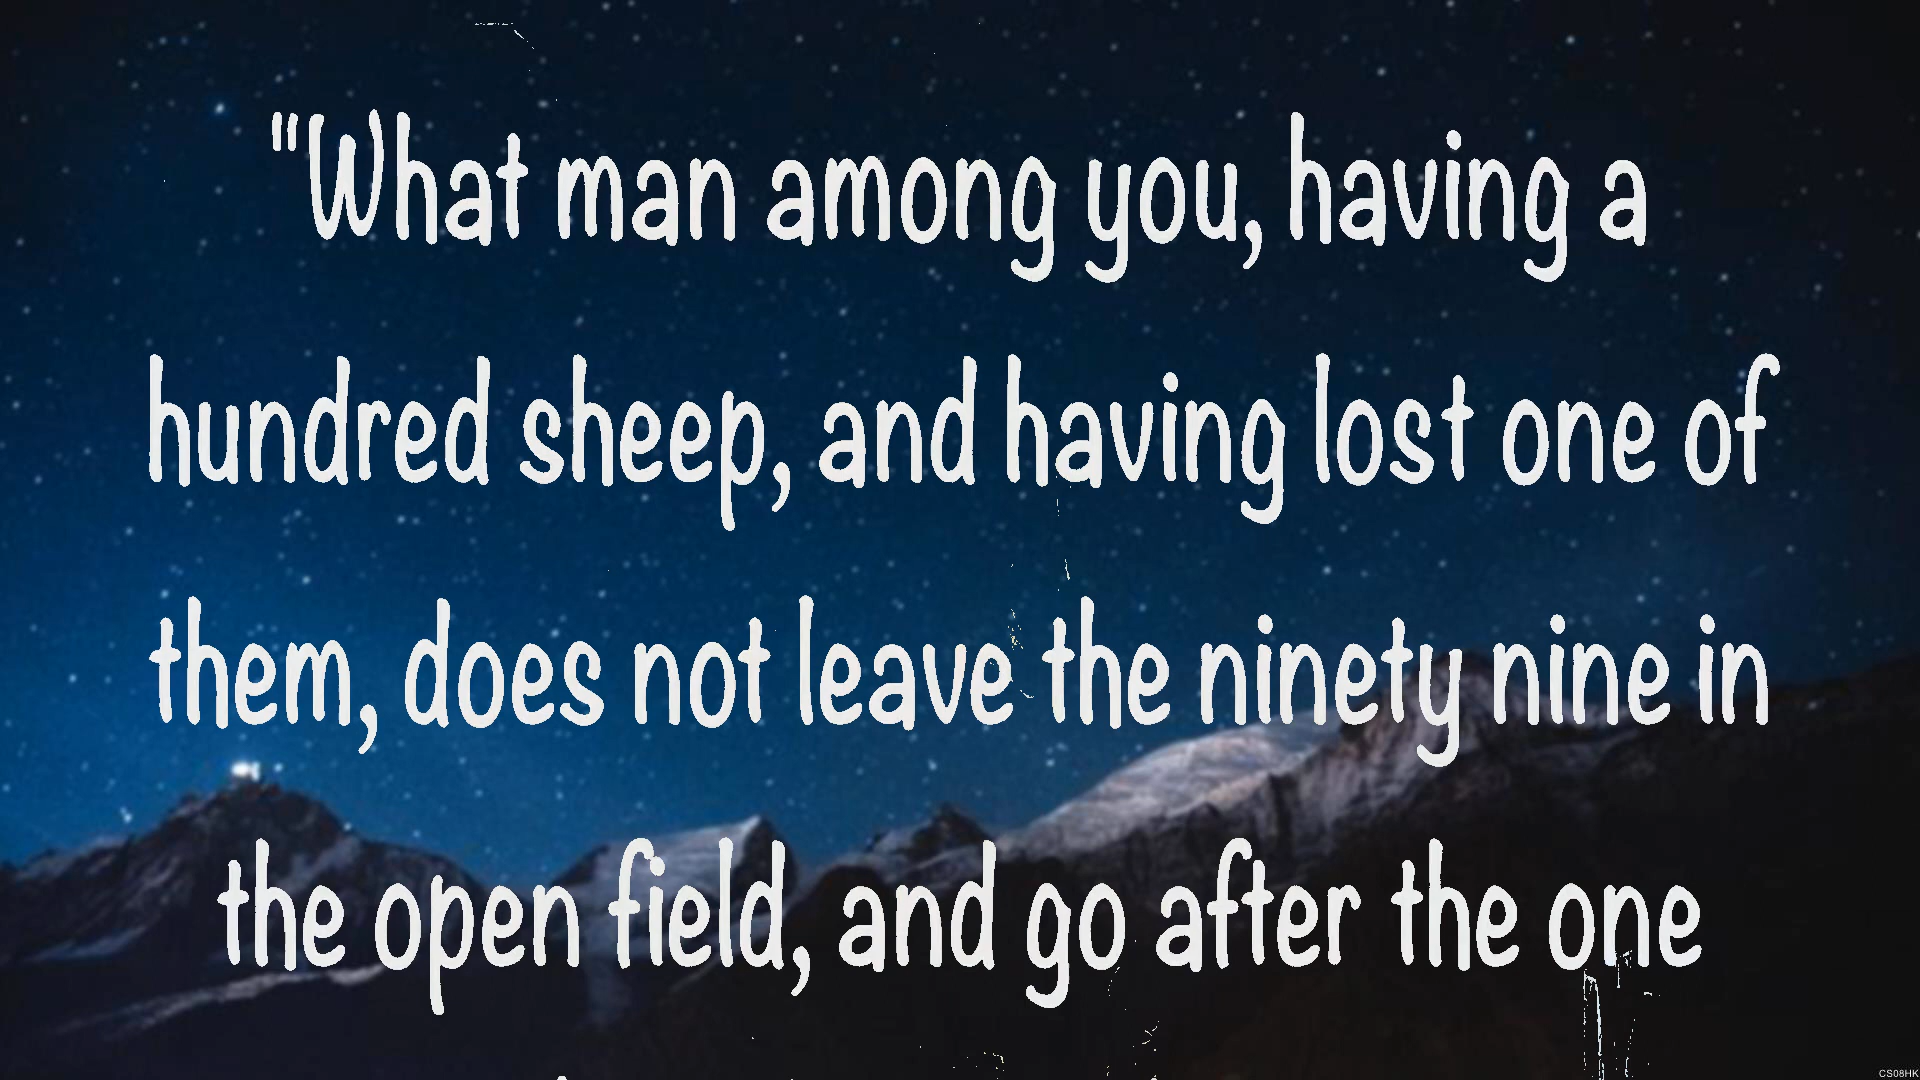 "What man among you, having a
hundred sheep, and having lost one of
them, does not leave the ninety nine in
the open field, and go after the one
CS08HK